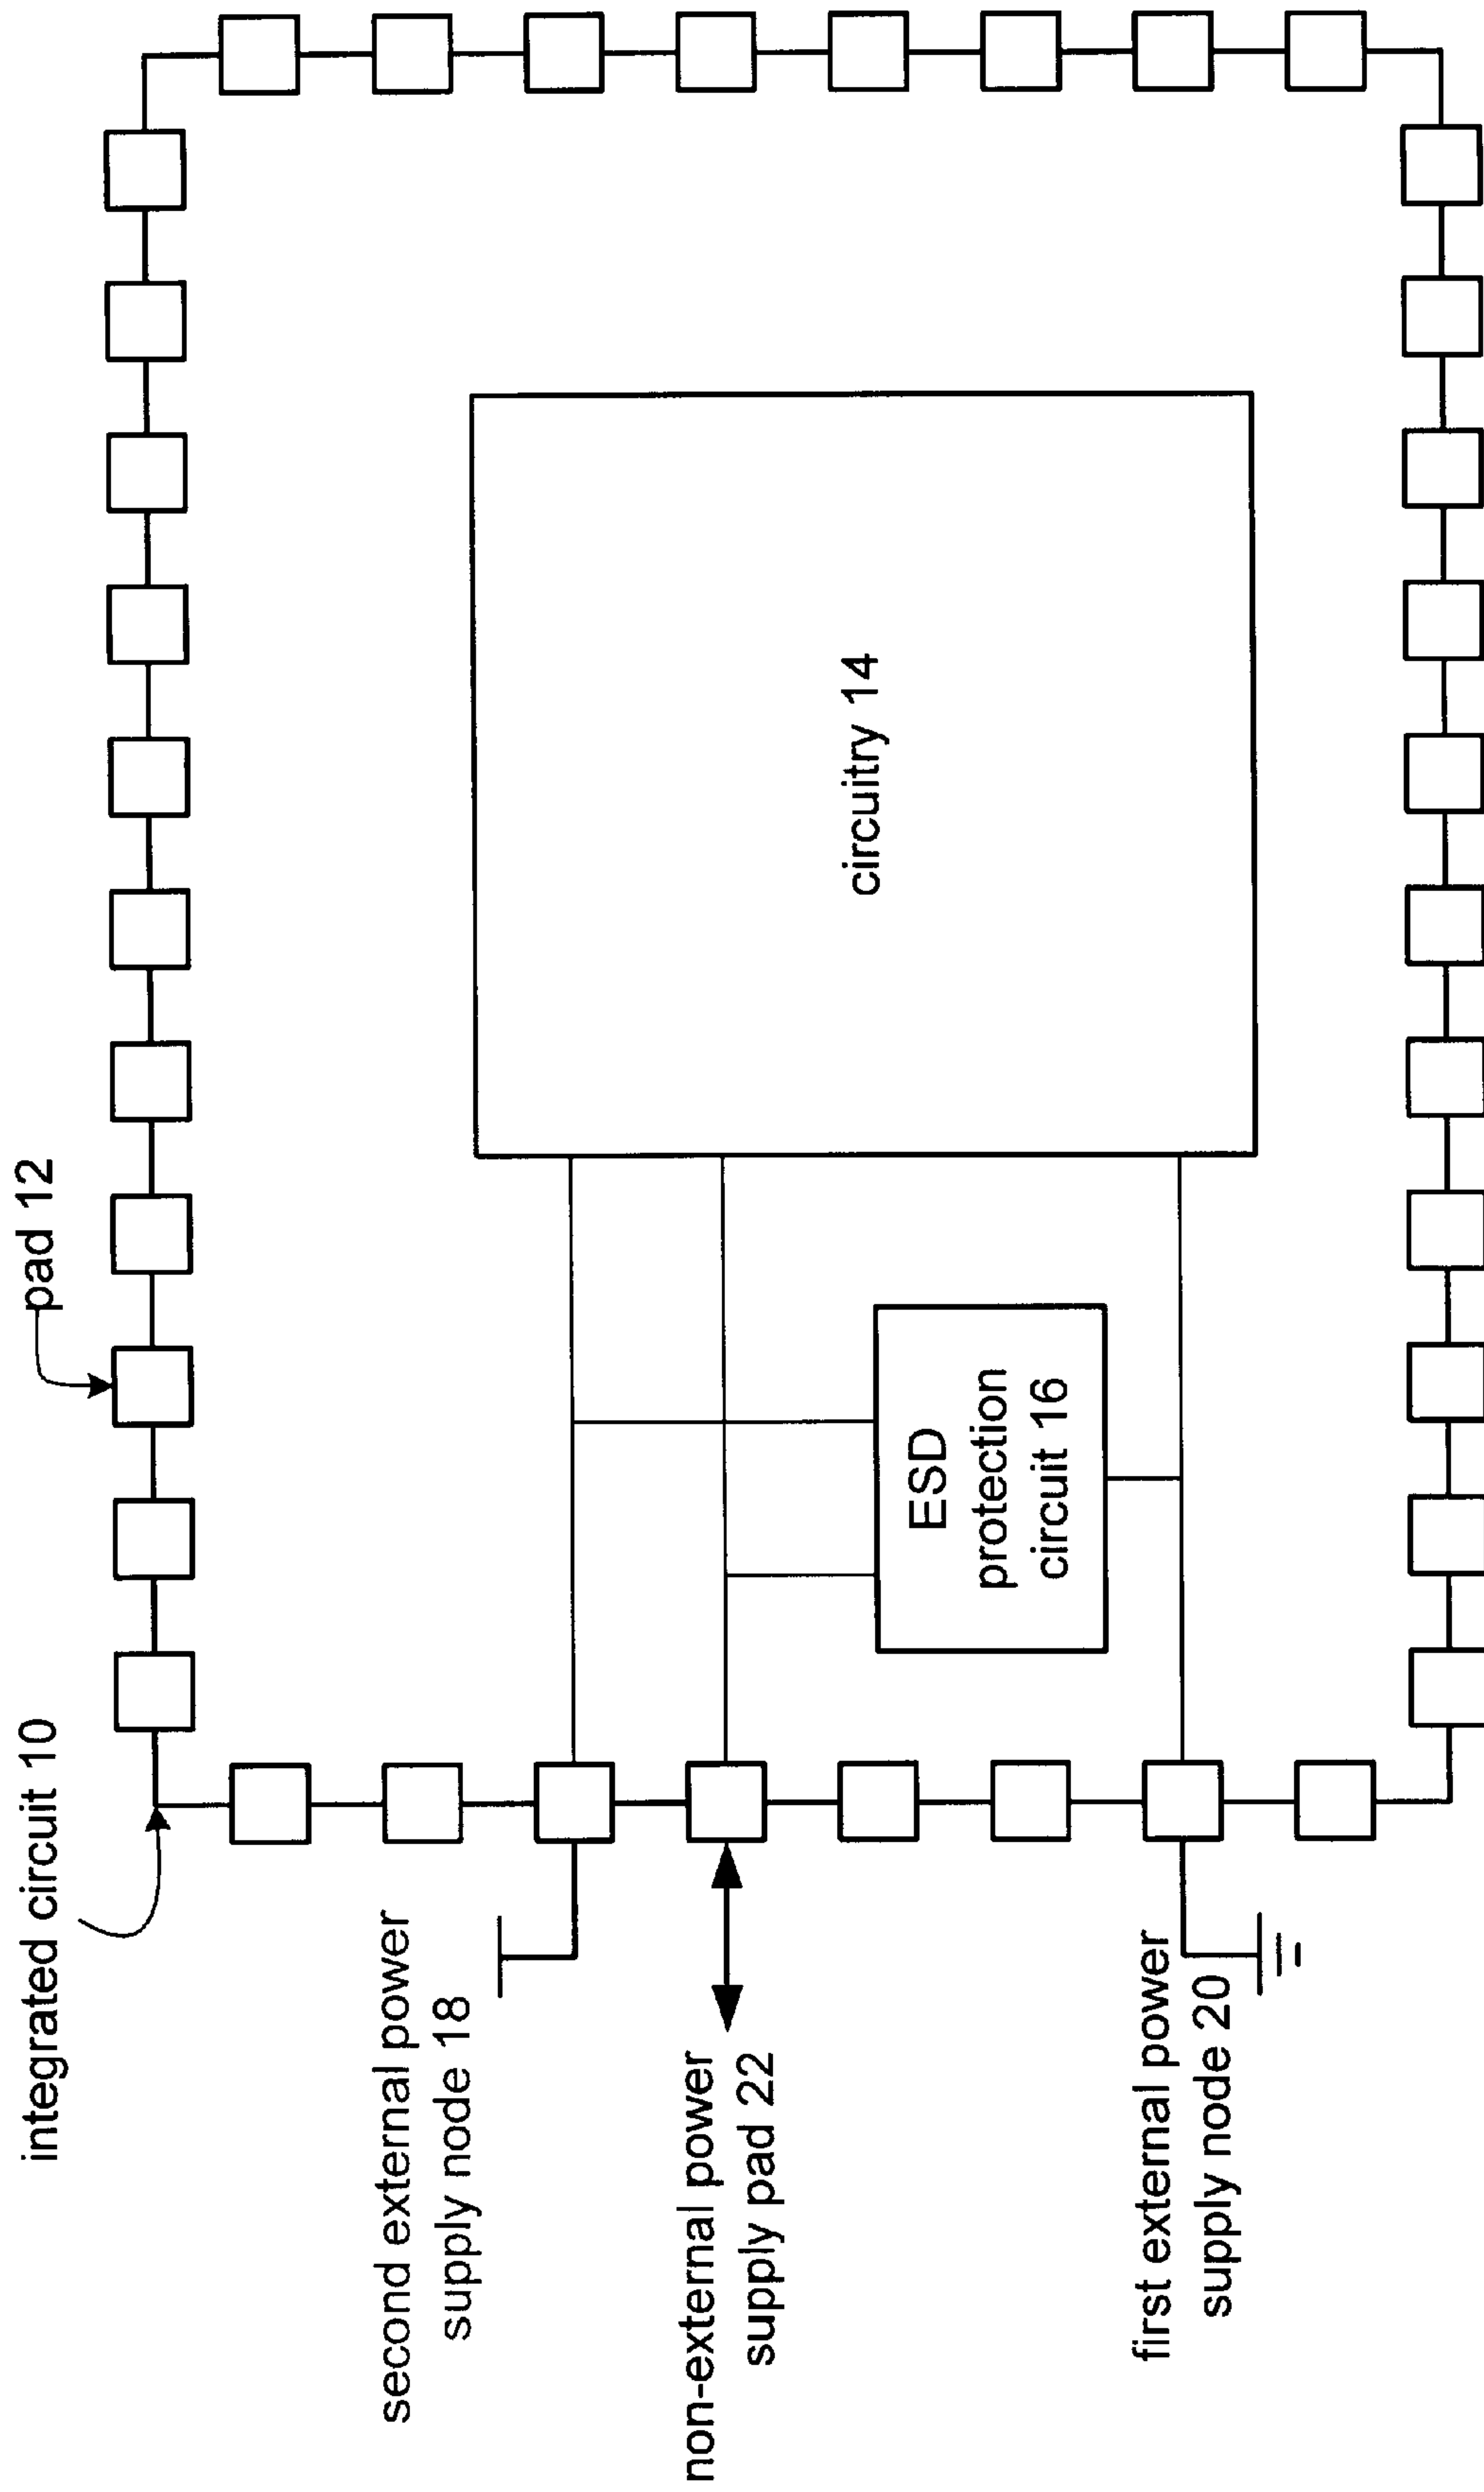 integrated circuit 10
pad 12
second external power
supply node 18
non-external power
supply pad 22
first external power
supply node 20
ESD
protection
circuit 16
circuitry 14